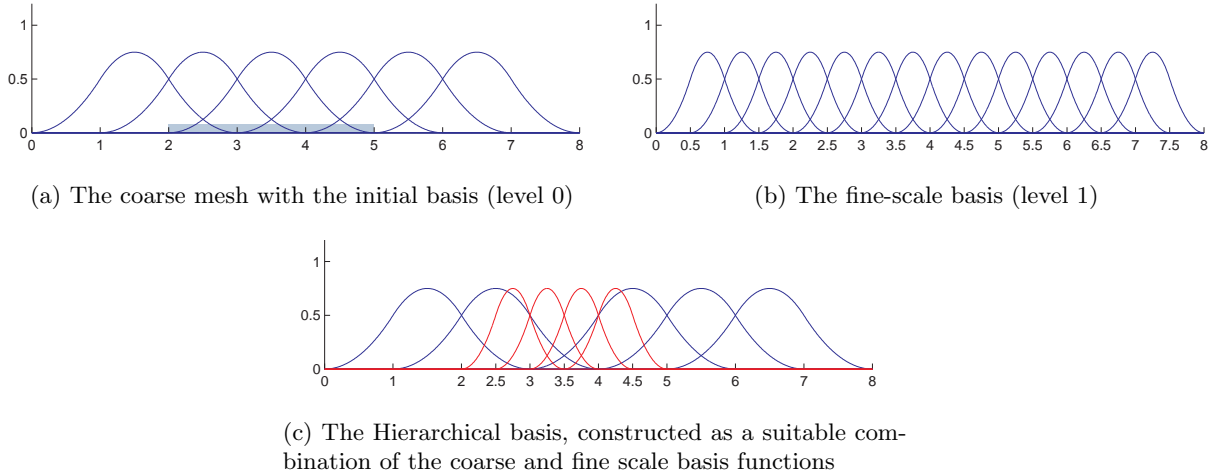 1
0.5
0
0 1 2 3 4 5 6 7 8
(a) The coarse mesh with the initial basis (level 0)
1
0.5
0
0 0.5 1 1.5 2 2.5 3 3.5 4 4.5 5 5.5 6 6.5 7 7.5 8
(b) The fine-scale basis (level 1)
1
0.5
0
0 1 2 2.5 3 3.5 4 4.5 5 6 7 8
(c) The Hierarchical basis, constructed as a suitable com-
bination of the coarse and fine scale basis functions